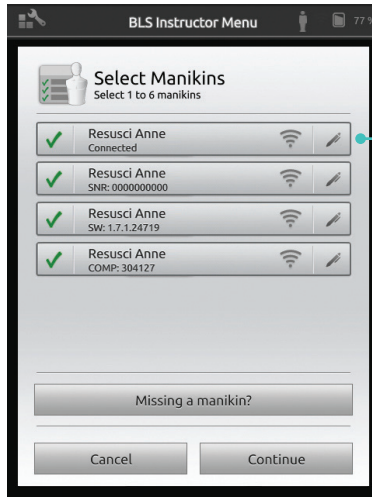 BLS Instructor Menu
77 %
Select Manikins
Select 1 to 6 manikins
Resusci Anne
Connected
Resusci Anne
SNR: 0000000000
Resusci Anne
SW: 1.7.1.24719
Resusci Anne
COMP: 304127
Missing a manikin?
Cancel
Continue